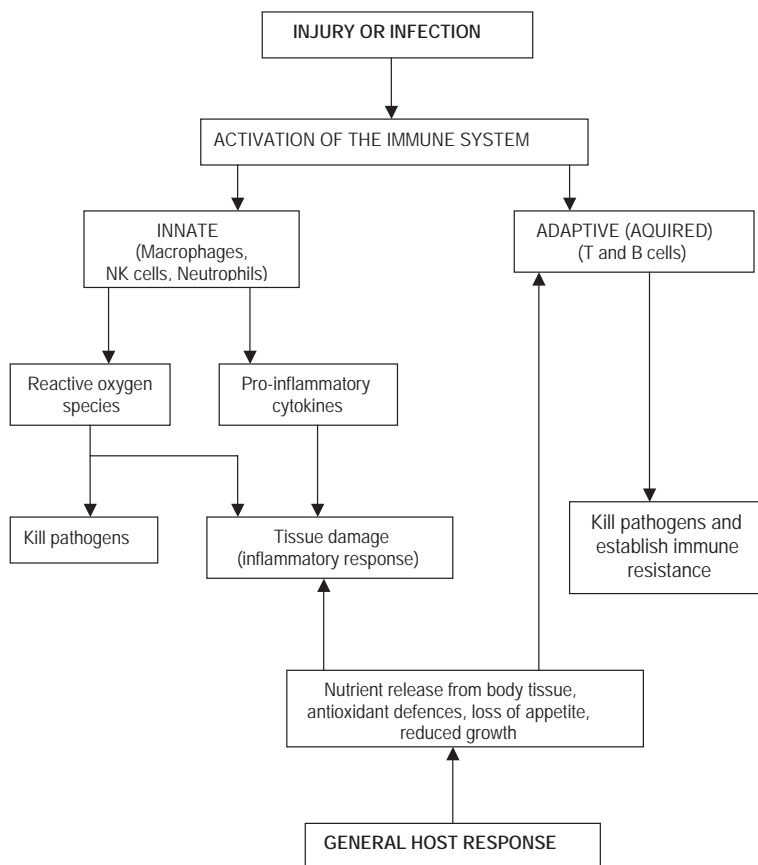 INJURY OR INFECTION
ACTIVATION OF THE IMMUNE SYSTEM
INNATE
(Macrophages,
NK cells, Neutrophils)
ADAPTIVE (AQUIRED)
(T and B cells)
Reactive oxygen
species
Pro-inflammatory
cytokines
Kill pathogens
Tissue damage
(inflammatory response)
Kill pathogens and
establish immune
resistance
Nutrient release from body tissue,
antioxidant defences, loss of appetite,
reduced growth
GENERAL HOST RESPONSE